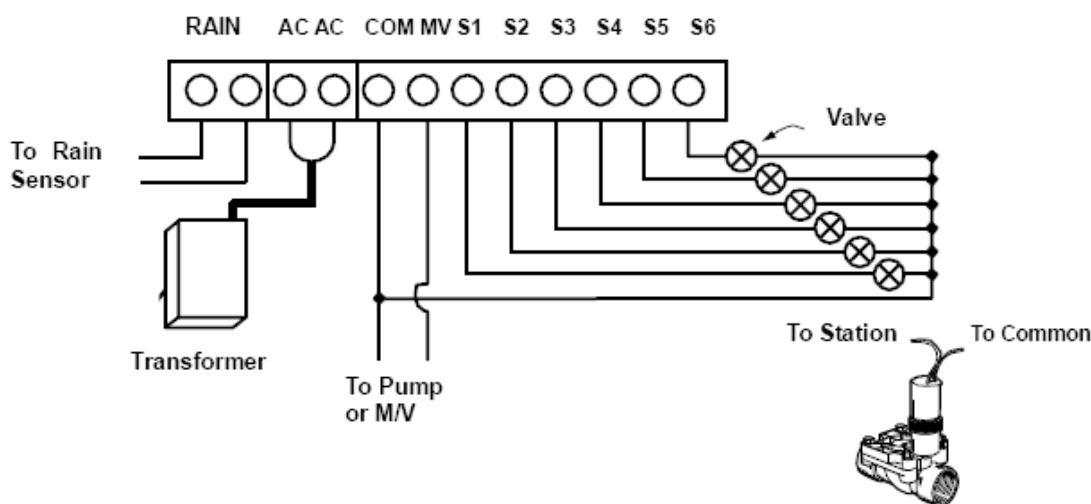 RAIN AC AC COM MV S1 S2 S3 S4 S5 S6
Valve
To Rain
Sensor
To Station To Common
Transformer
To Pump
or M/V